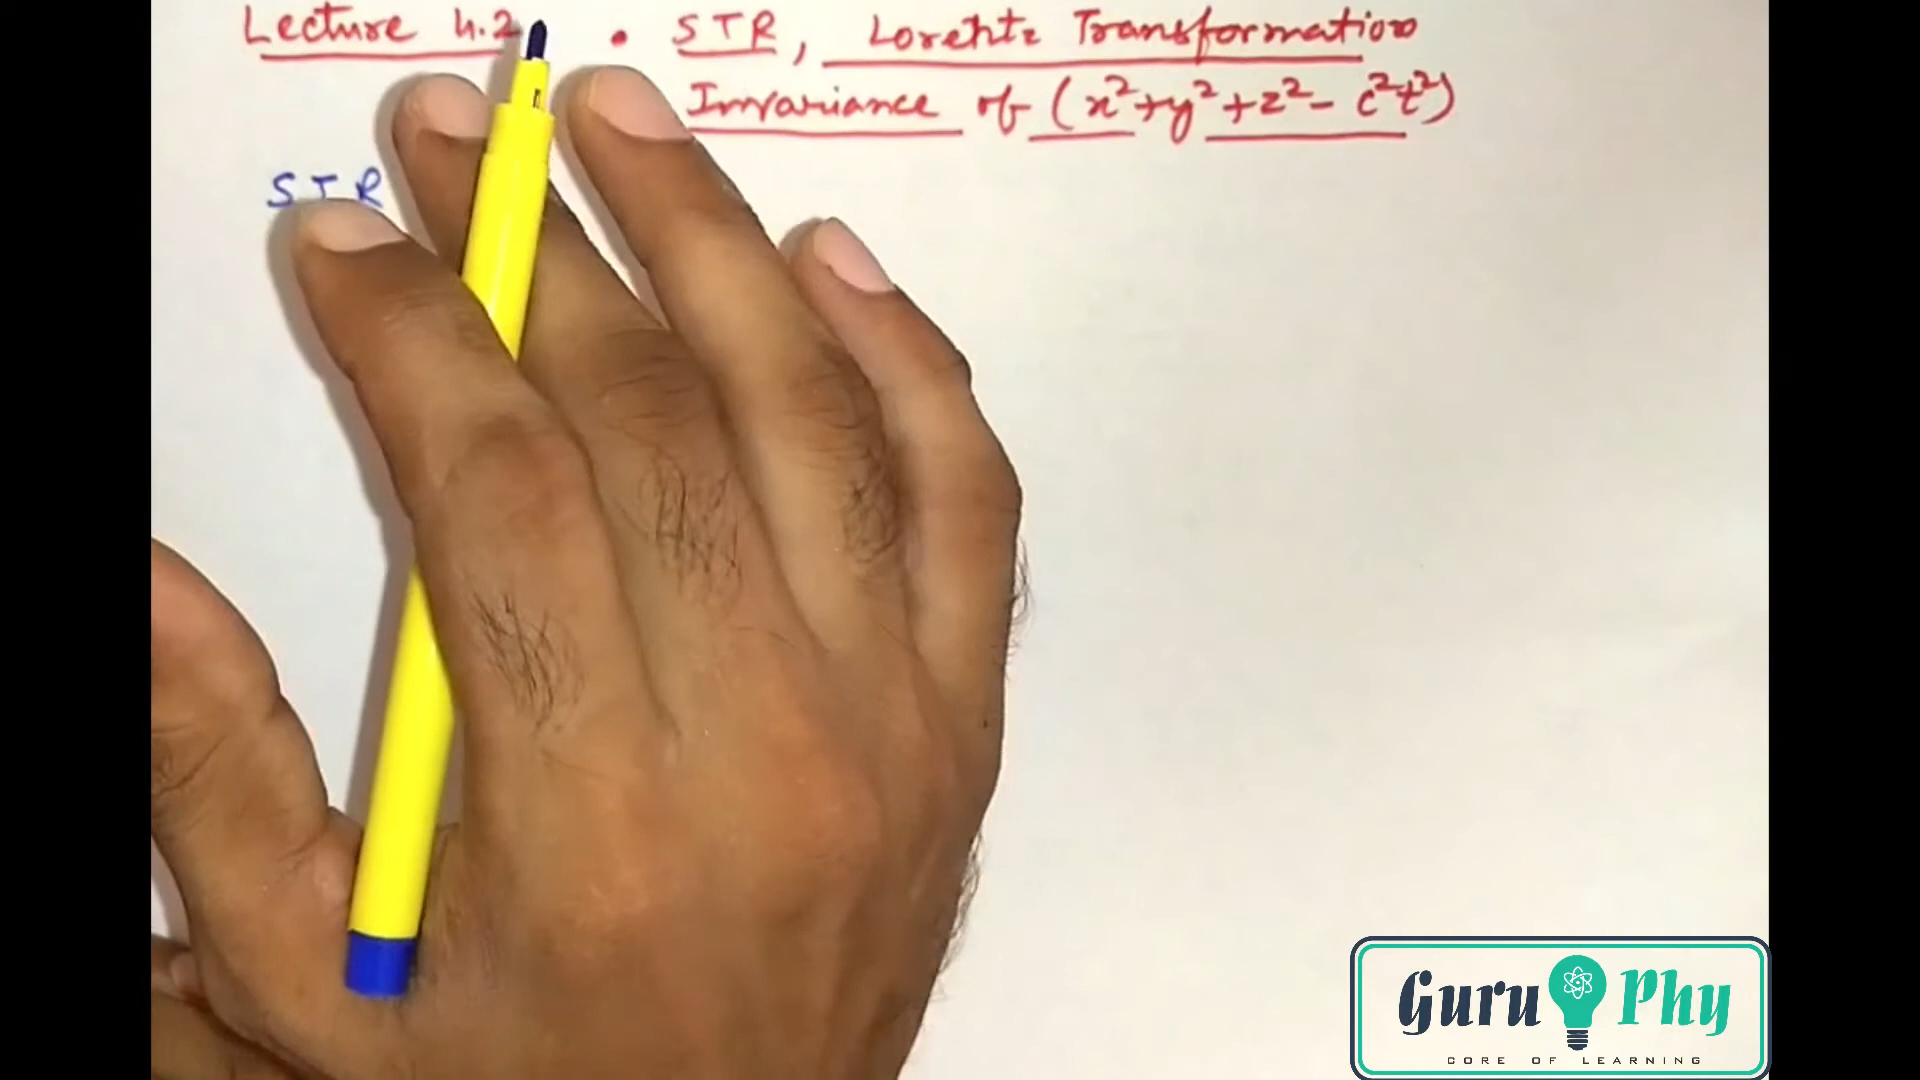 Lecture 4.2 • STR, Lorentz Transformation
Invariance of (x²+y²+z²- c²t²)
STR
Guru Phy
CORE OF LEARNING